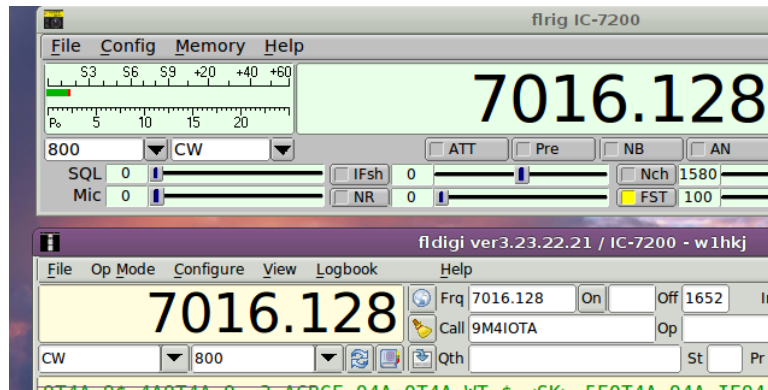 flrig IC-7200
File Config Memory Help
S3 S6 S9 +20 +40 +60
7016.128
Po 5 10 15 20
800 CW ATT Pre NB AN
SQL 0 IFsh 0 Nch 1580
Mic 0 NR 0 FST 100
fldigi ver3.23.22.21 / IC-7200 - w1hkj
File Op Mode Configure View Logbook Help
7016.128
Frq 7016.128 On Off 1652
Call 9M4IOTA Op
CW 800 Qth St Pr